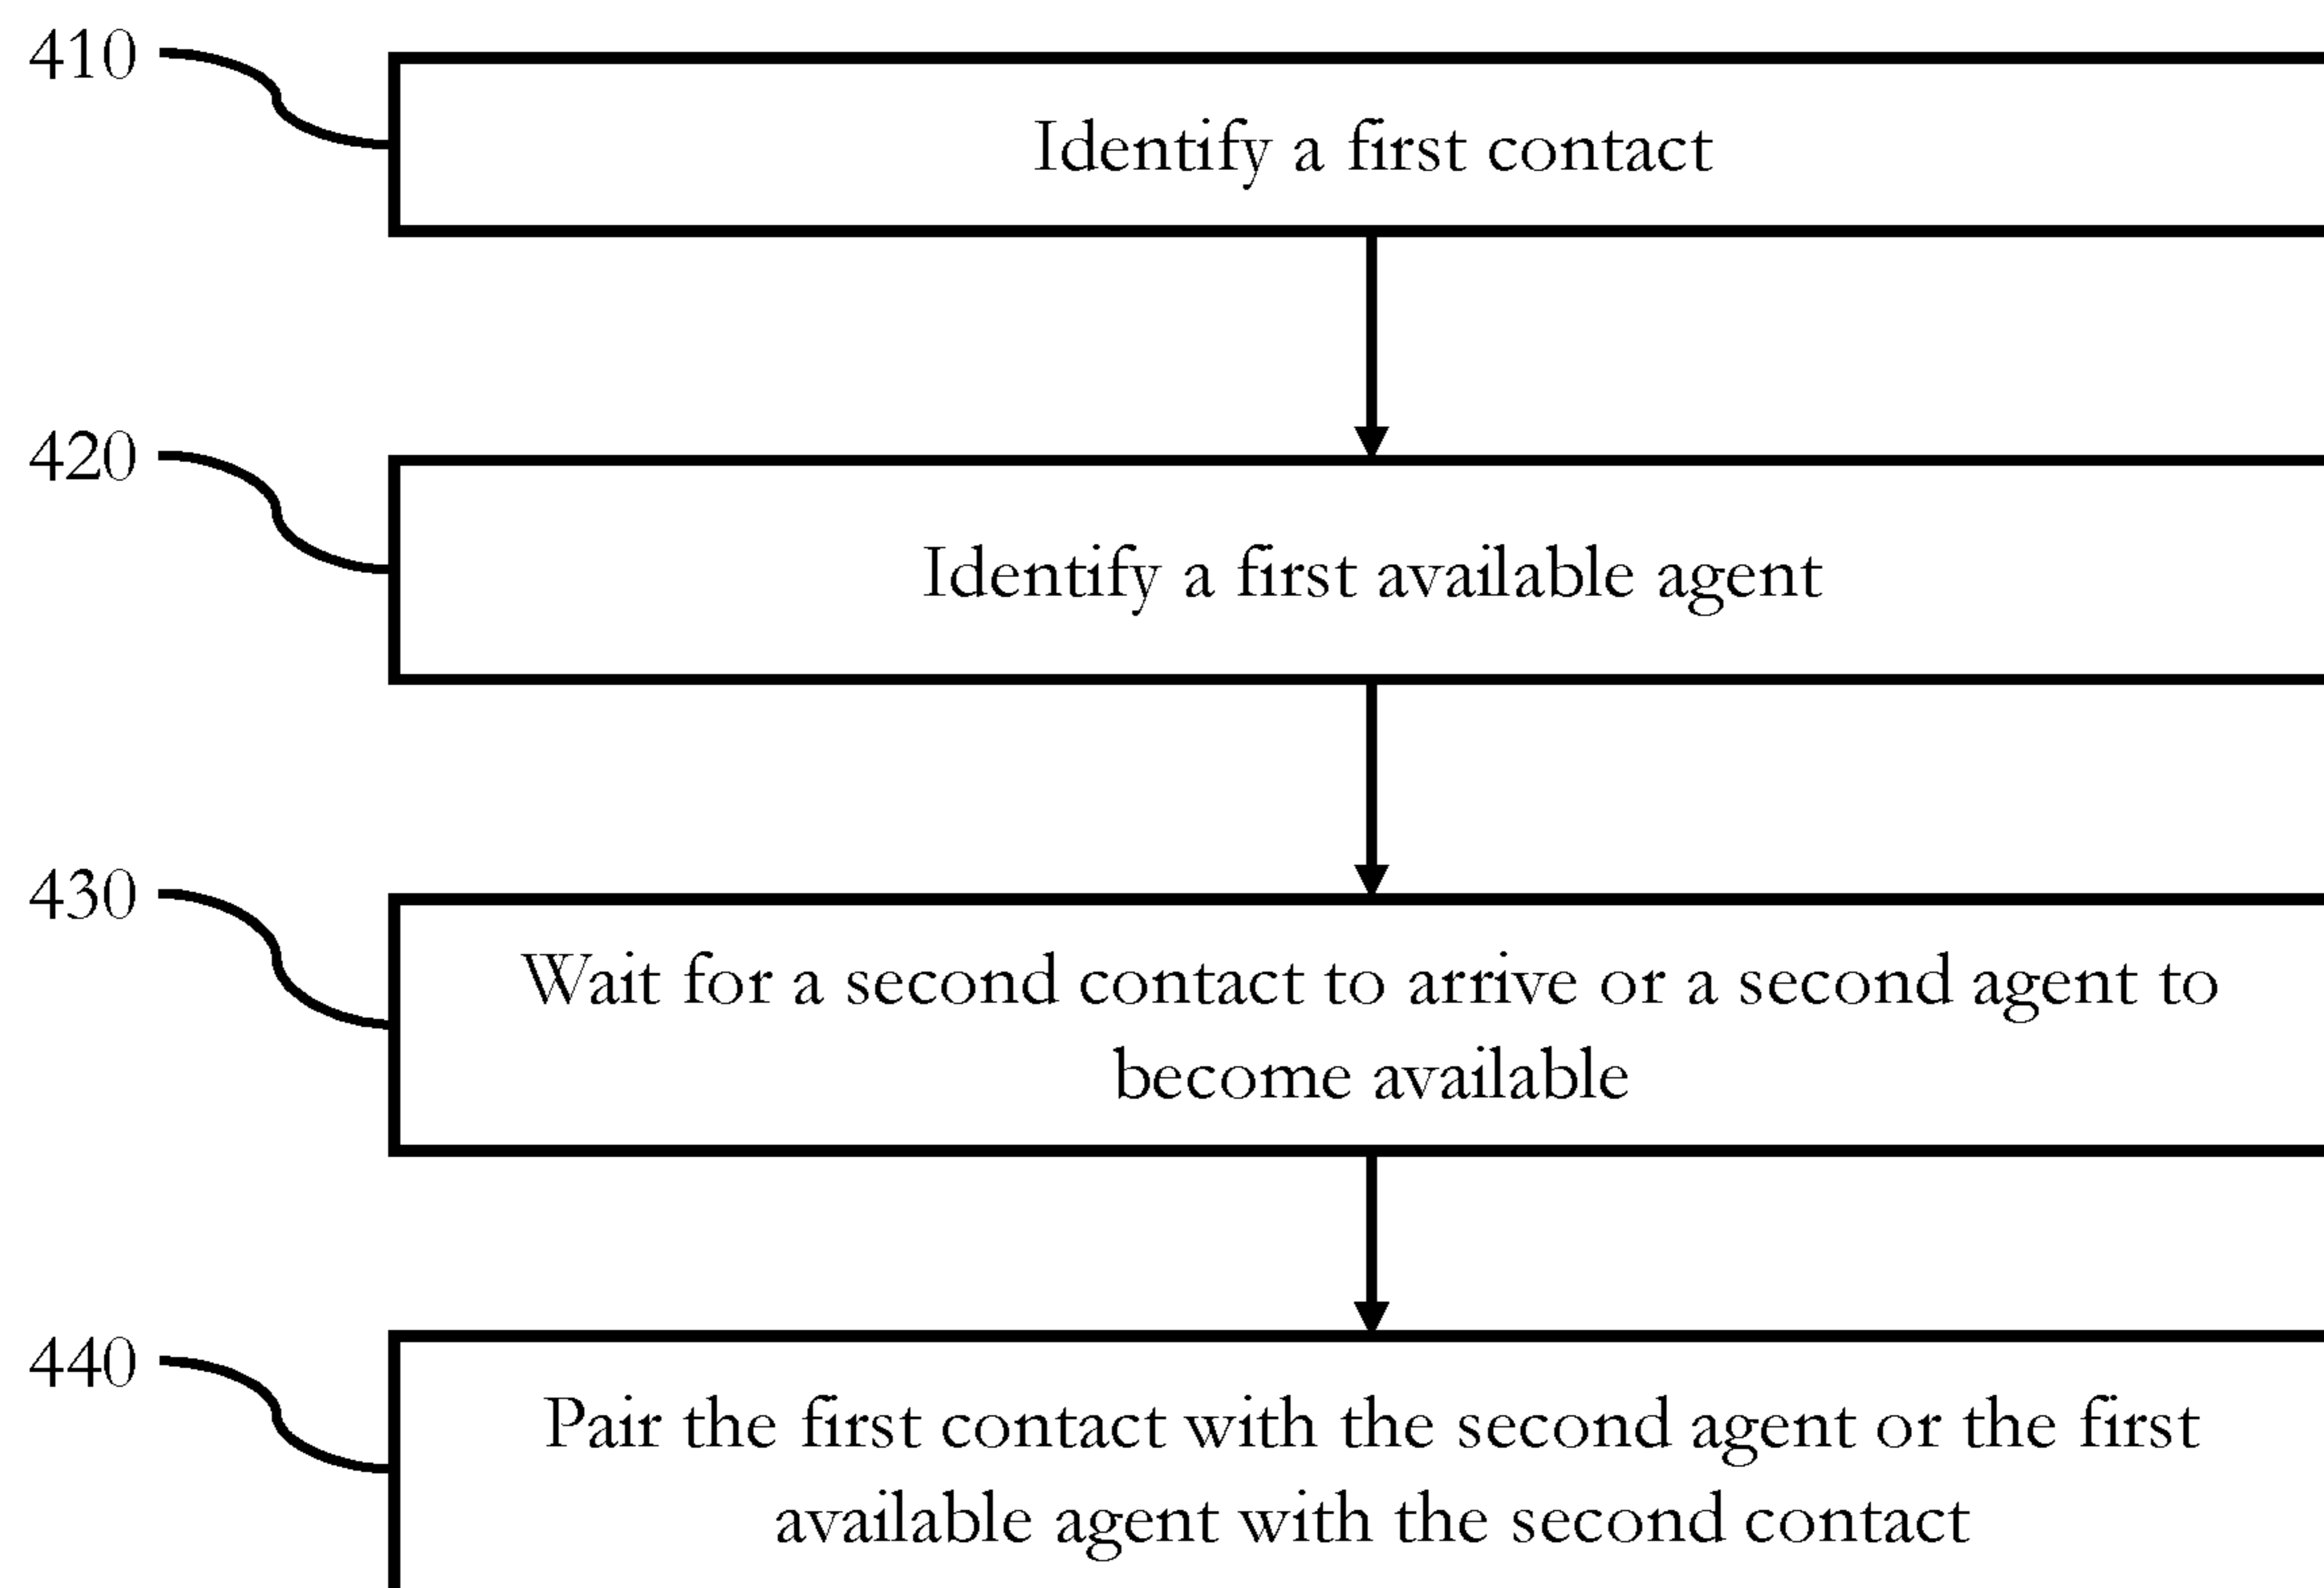 410
Identify a first contact
420
Identify a first available agent
430
Wait for a second contact to arrive or a second agent to
become available
440
Pair the first contact with the second agent or the first
available agent with the second contact